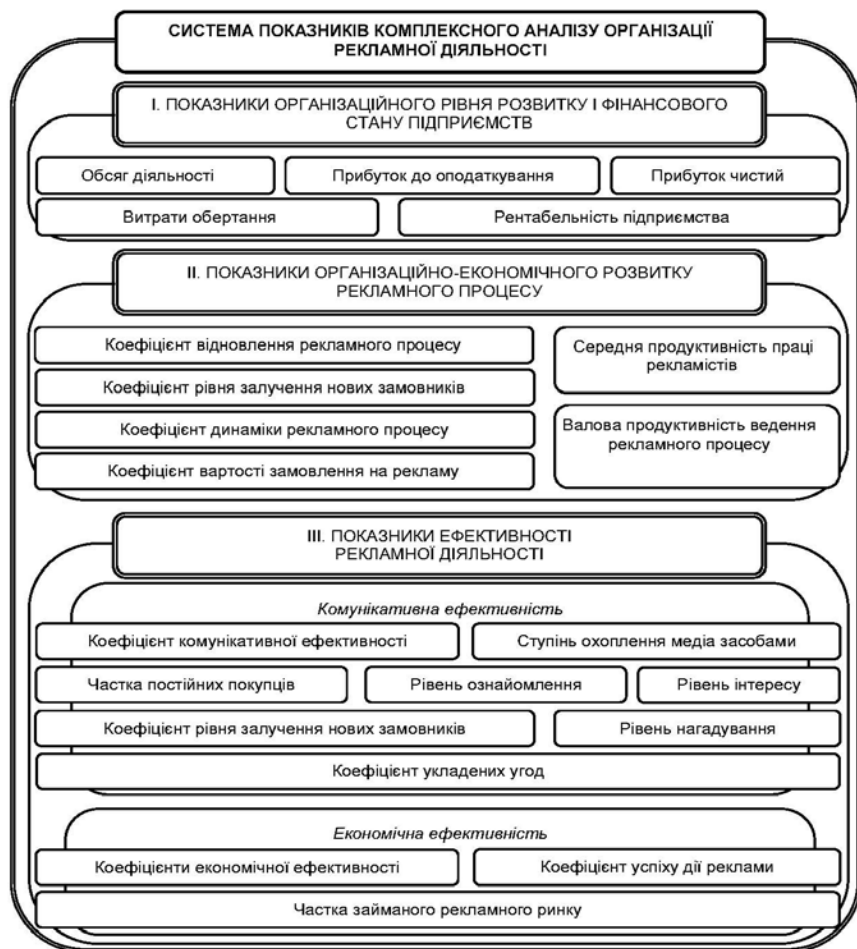 СИСТЕМА ПОКАЗНИКІВ КОМПЛЕКСНОГО АНАЛІЗУ ОРГАНІЗАЦІЇ
РЕКЛАМНОЇ ДІЯЛЬНОСТІ
І. ПОКАЗНИКИ ОРГАНІЗАЦІЙНОГО РІВНЯ РОЗВИТКУ І ФІНАНСОВОГО
СТАНУ ПІДПРИЄМСТВ
Обсяг діяльності
Прибуток до оподаткування
Прибуток чистий
Витрати обертання
Рентабельність підприємства
ІІ. ПОКАЗНИКИ ОРГАНІЗАЦІЙНО-ЕКОНОМІЧНОГО РОЗВИТКУ
РЕКЛАМНОГО ПРОЦЕСУ
Коефіцієнт відновлення рекламного процесу
Коефіцієнт рівня залучення нових замовників
Коефіцієнт динаміки рекламного процесу
Коефіцієнт вартості замовлення на рекламу
Середня продуктивність праці
рекламістів
Валова продуктивність ведення
рекламного процесу
ІІІ. ПОКАЗНИКИ ЕФЕКТИВНОСТІ
РЕКЛАМНОЇ ДІЯЛЬНОСТІ
Комунікативна ефективність
Коефіцієнт комунікативної ефективності
Ступінь охоплення медіа засобами
Частка постійних покупців
Рівень ознайомлення
Рівень інтересу
Коефіцієнт рівня залучення нових замовників
Рівень нагадування
Коефіцієнт укладених угод
Економічна ефективність
Коефіцієнти економічної ефективності
Коефіцієнт успіху дії реклами
Частка займаного рекламного ринку